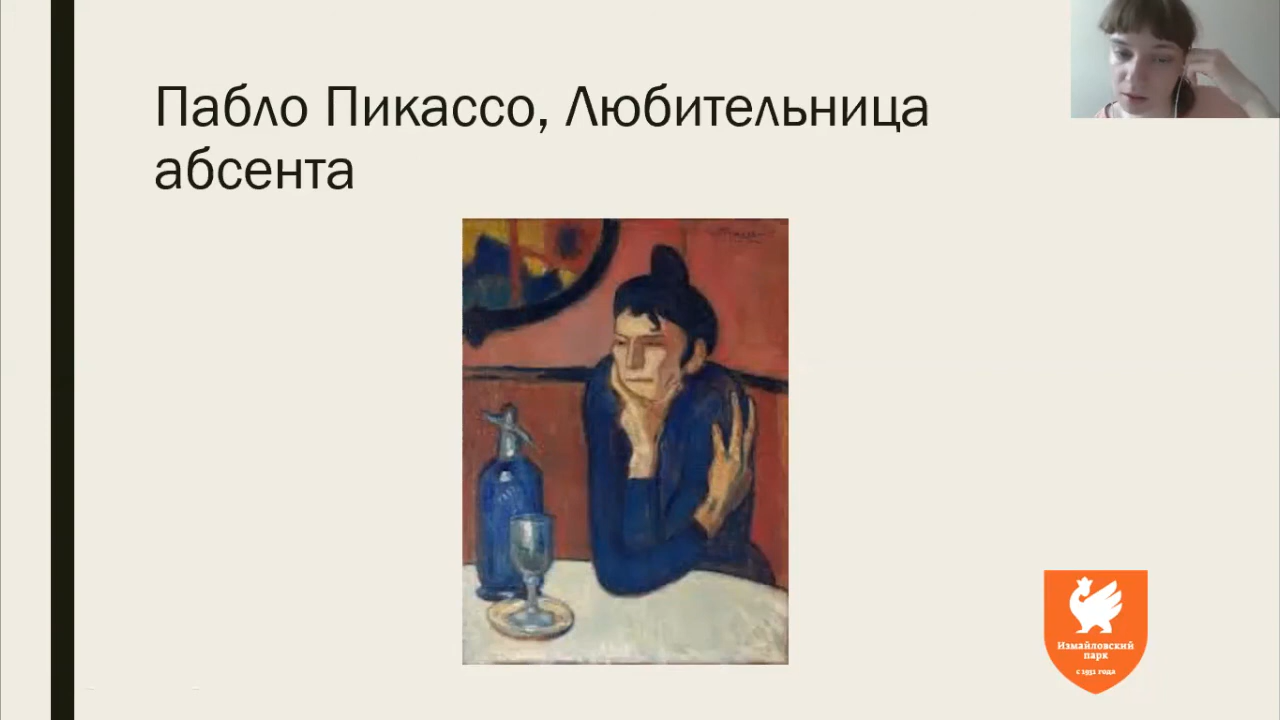 Пабло Пикассо, Любительница
абсента
Измайловский
парк
с 1931 года